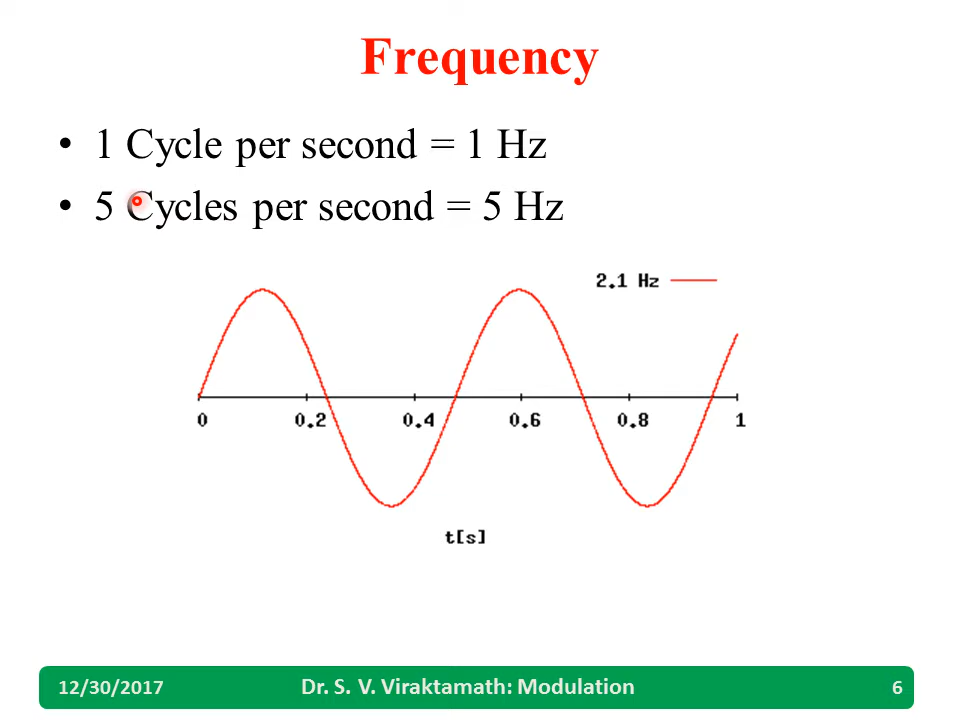 Frequency
• 1 Cycle per second = 1 Hz
• 5 Cycles per second = 5 Hz
2.1 Hz
0 0.2 0.4 0.6 0.8 1
t[s]
12/30/2017 Dr. S. V. Viraktamath: Modulation 6